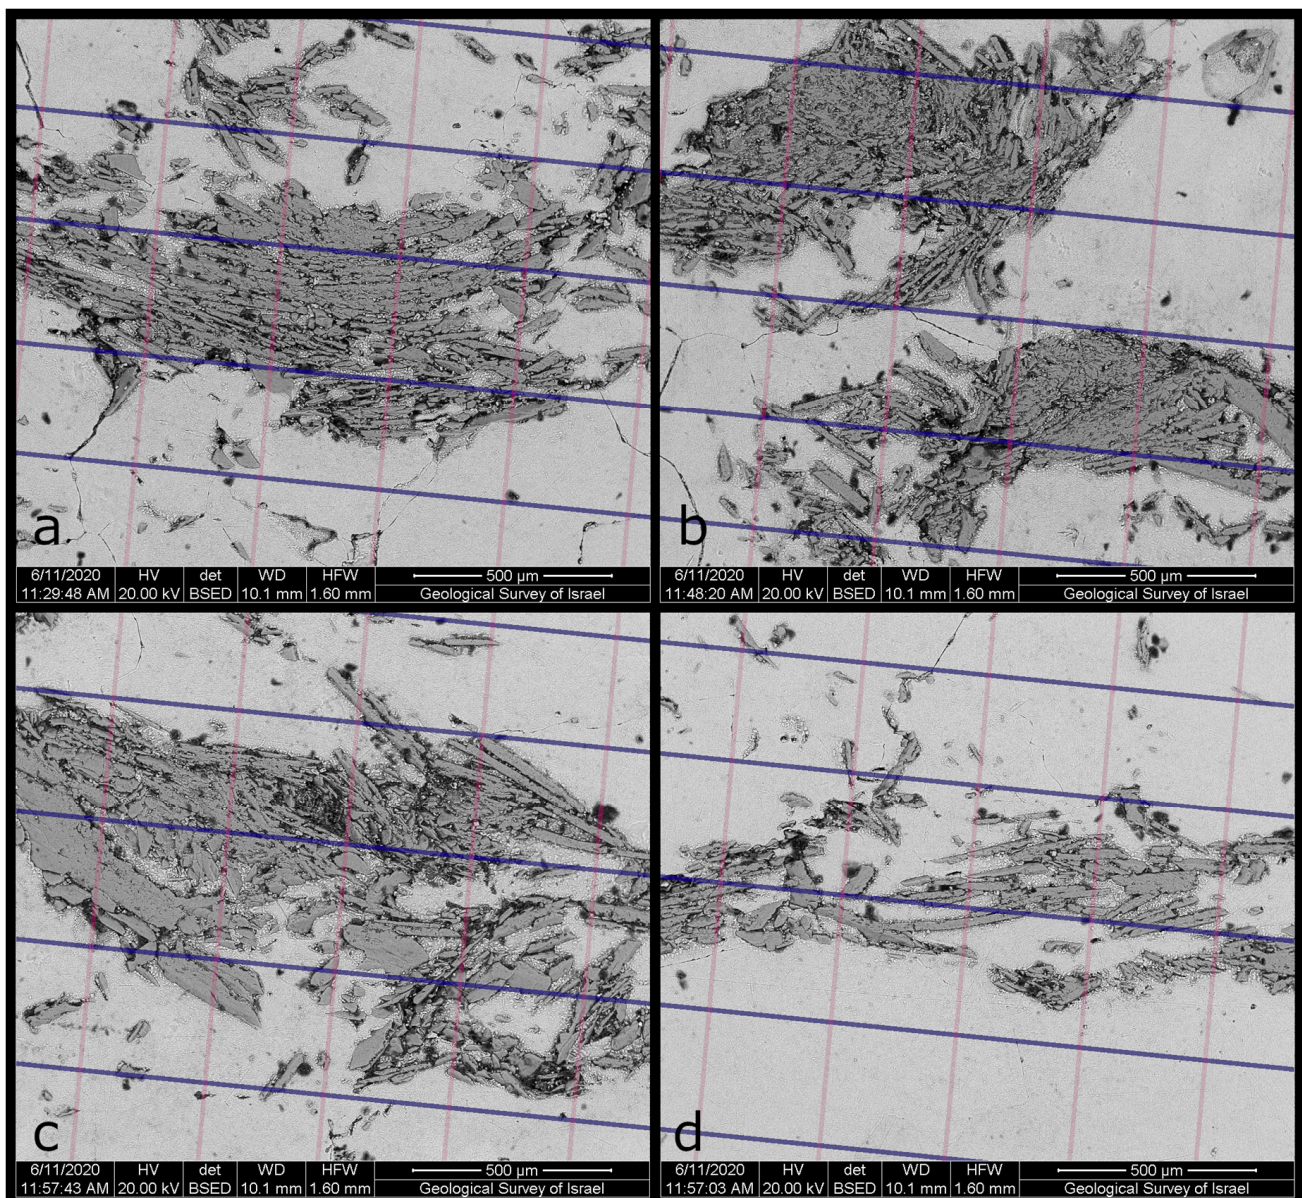 a
6/11/2020 HV det WD HFW 500 µm
11:29:48 AM 20.00 kV BSED 10.1 mm 1.60 mm Geological Survey of Israel
b
6/11/2020 HV det WD HFW 500 µm
11:48:20 AM 20.00 kV BSED 10.1 mm 1.60 mm Geological Survey of Israel
c
6/11/2020 HV det WD HFW 500 µm
11:57:43 AM 20.00 kV BSED 10.1 mm 1.60 mm Geological Survey of Israel
d
6/11/2020 HV det WD HFW 500 µm
11:57:03 AM 20.00 kV BSED 10.1 mm 1.60 mm Geological Survey of Israel